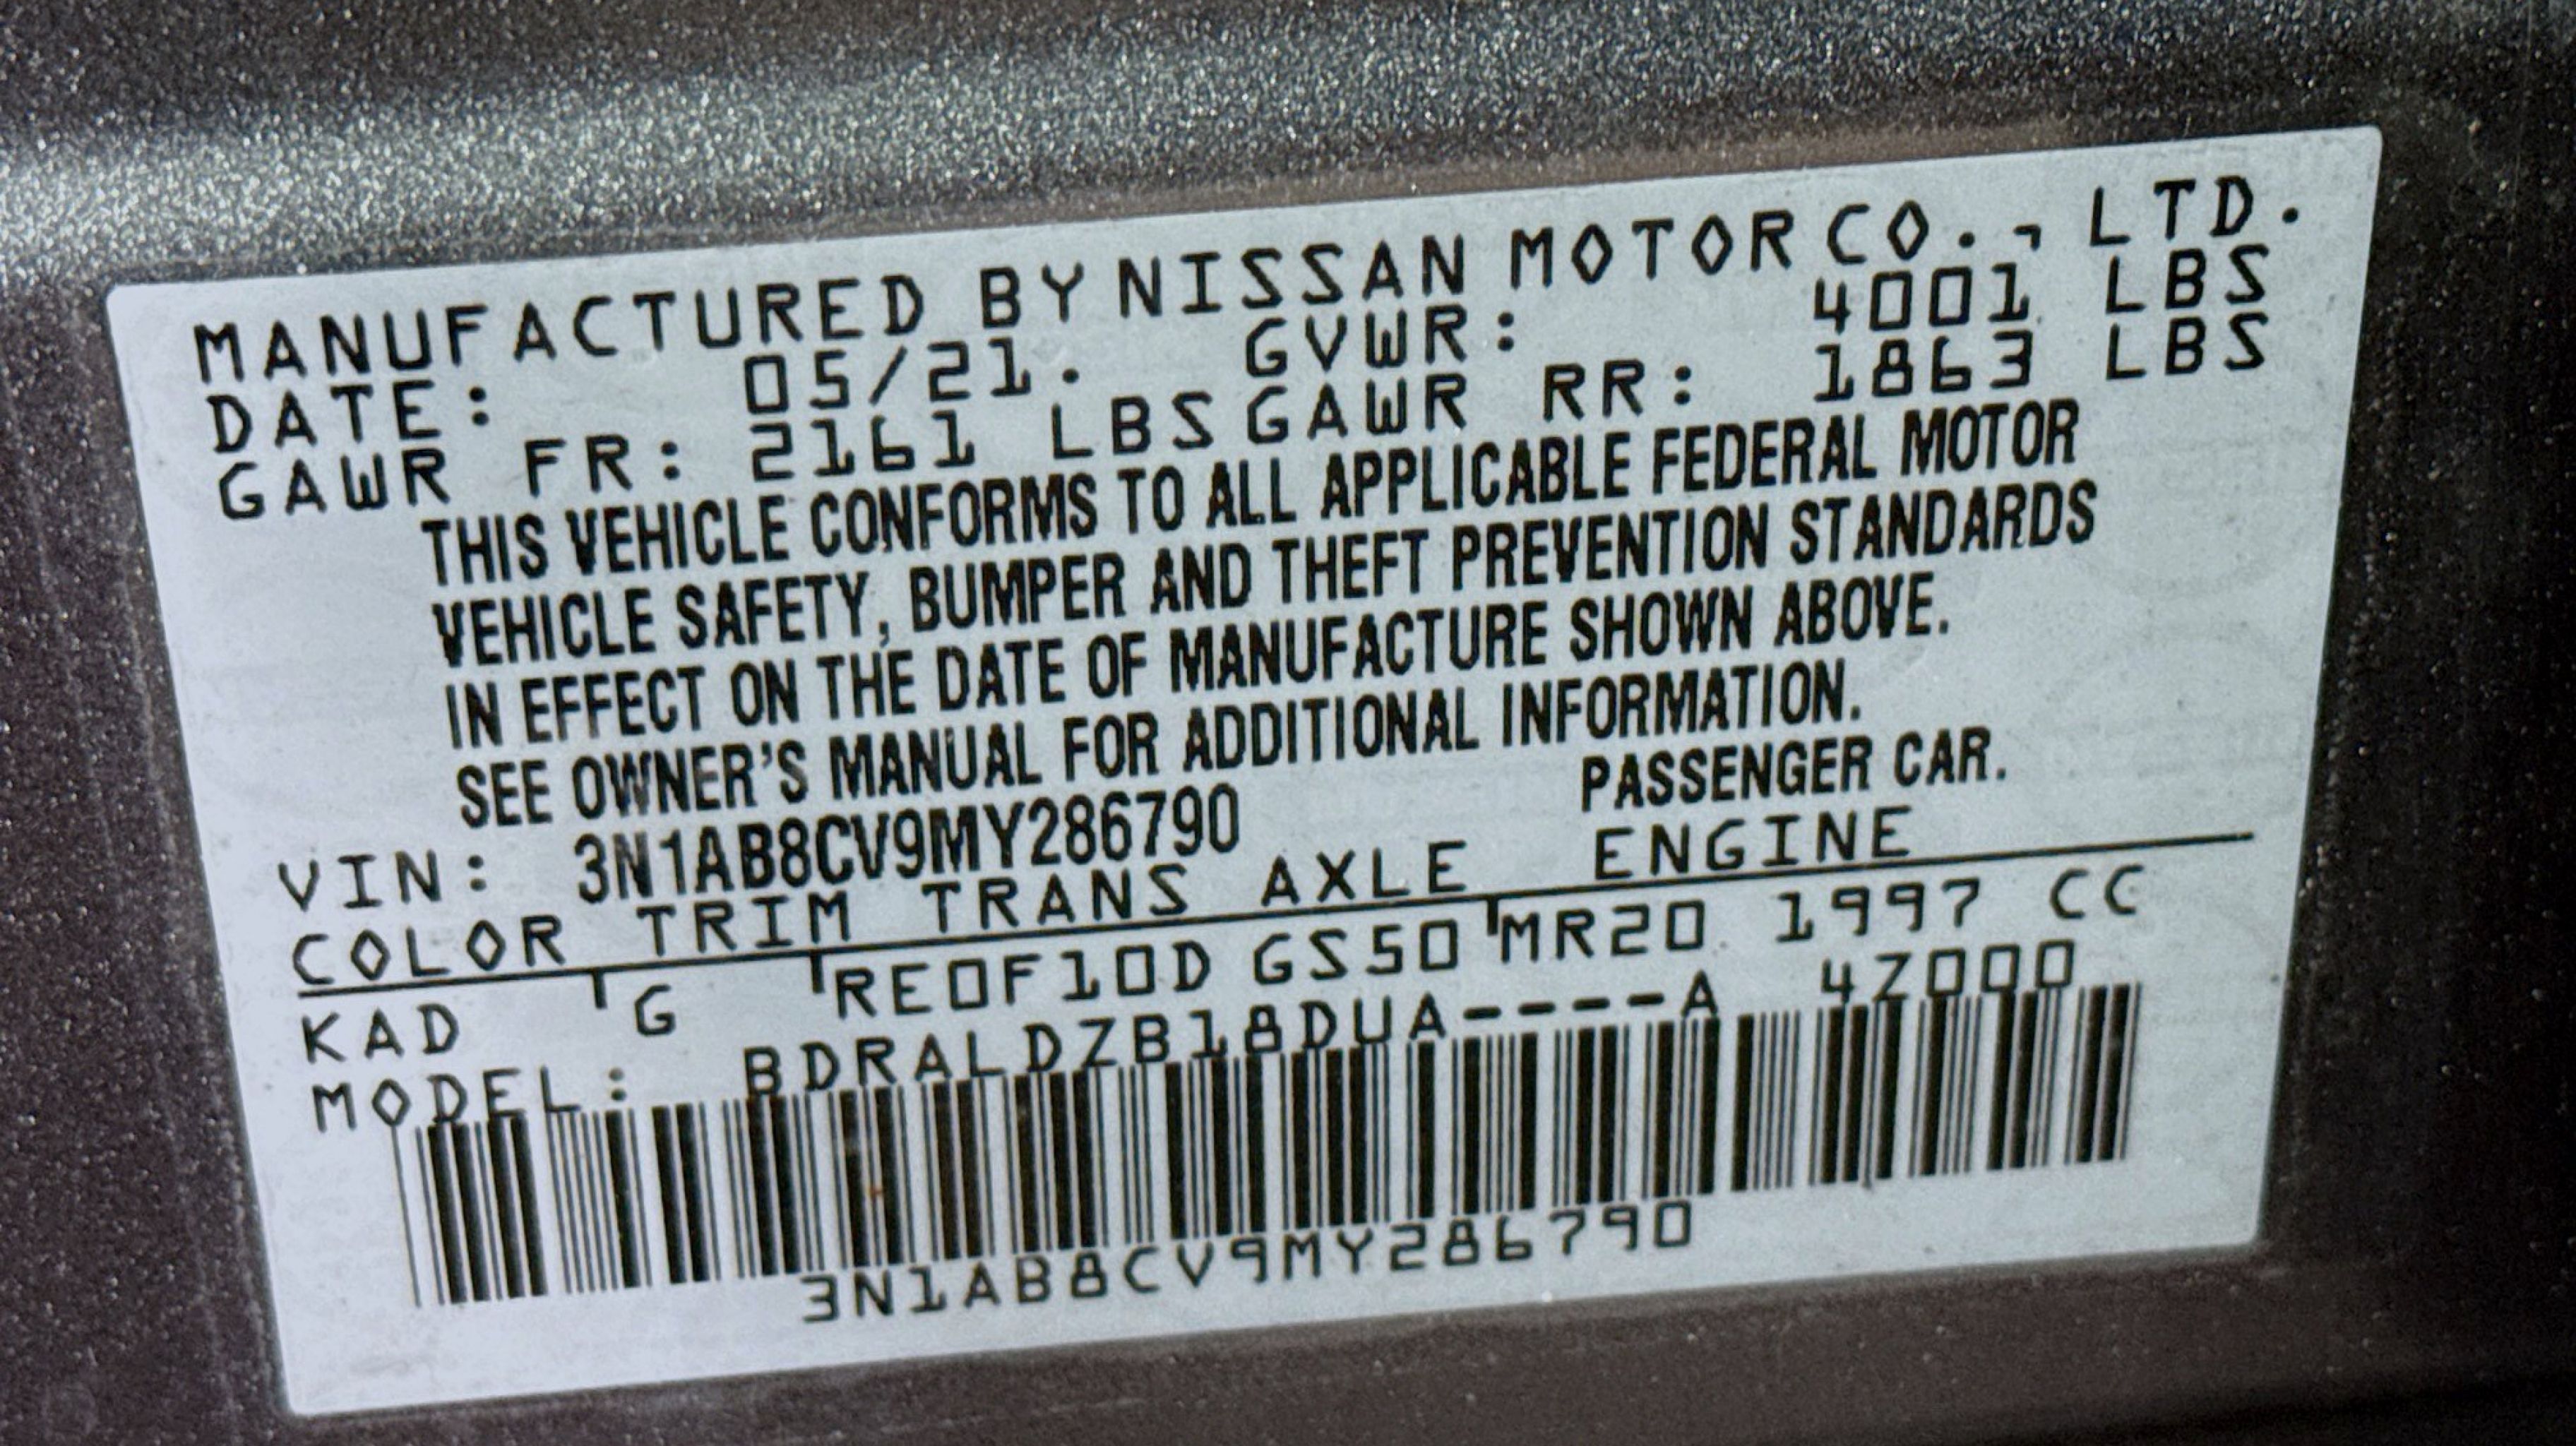 MANUFACTURED BY NISSAN MOTOR CO., LTD.
DATE: 05/21. GVWR: 4001 LBS
GAWR FR: 2161 LBS GAWR RR: 1863 LBS
THIS VEHICLE CONFORMS TO ALL APPLICABLE FEDERAL MOTOR
VEHICLE SAFETY, BUMPER AND THEFT PREVENTION STANDARDS
IN EFFECT ON THE DATE OF MANUFACTURE SHOWN ABOVE.
SEE OWNER'S MANUAL FOR ADDITIONAL INFORMATION.
VIN: 3N1AB8CV9MY286790 PASSENGER CAR.
COLOR TRIM TRANS AXLE ENGINE
KAD G RE0F10D GS50 MR20 1997 CC
MODEL: BDRALDZB18DUA----A 4Z000
3N1AB8CV9MY286790